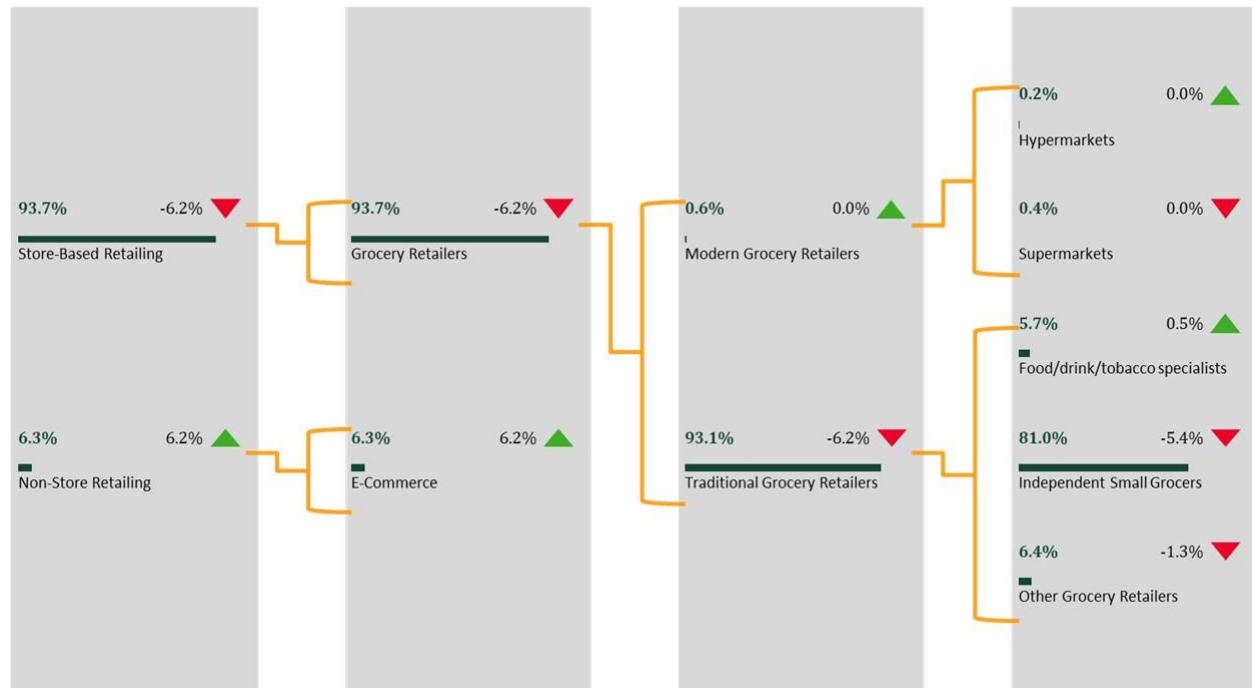 93.7% -6.2%
Store-Based Retailing
6.3% 6.2%
Non-Store Retailing
93.7% -6.2%
Grocery Retailers
6.3% 6.2%
E-Commerce
0.6% 0.0%
Modern Grocery Retailers
93.1% -6.2%
Traditional Grocery Retailers
0.2% 0.0%
Hypermarkets
0.4% 0.0%
Supermarkets
5.7% 0.5%
Food/drink/tobacco specialists
81.0% -5.4%
Independent Small Grocers
6.4% -1.3%
Other Grocery Retailers